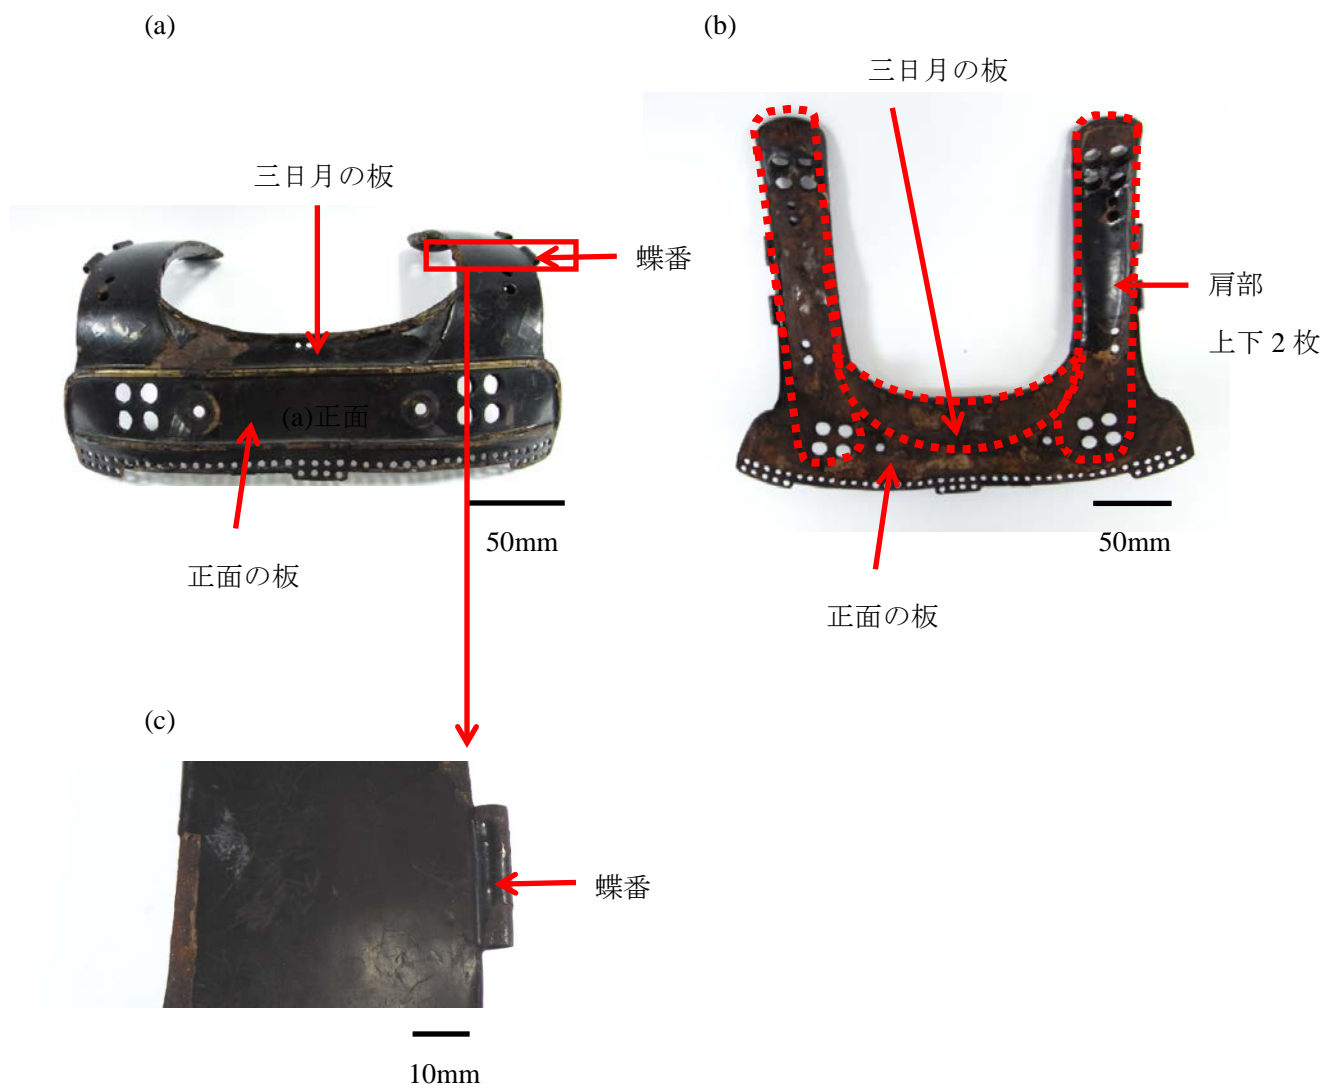 (a)
(b)
三日月の板
三日月の板
蝶番
肩部
上下 2 枚
(a)正面
50mm
50mm
正面の板
正面の板
(c)
蝶番
10mm